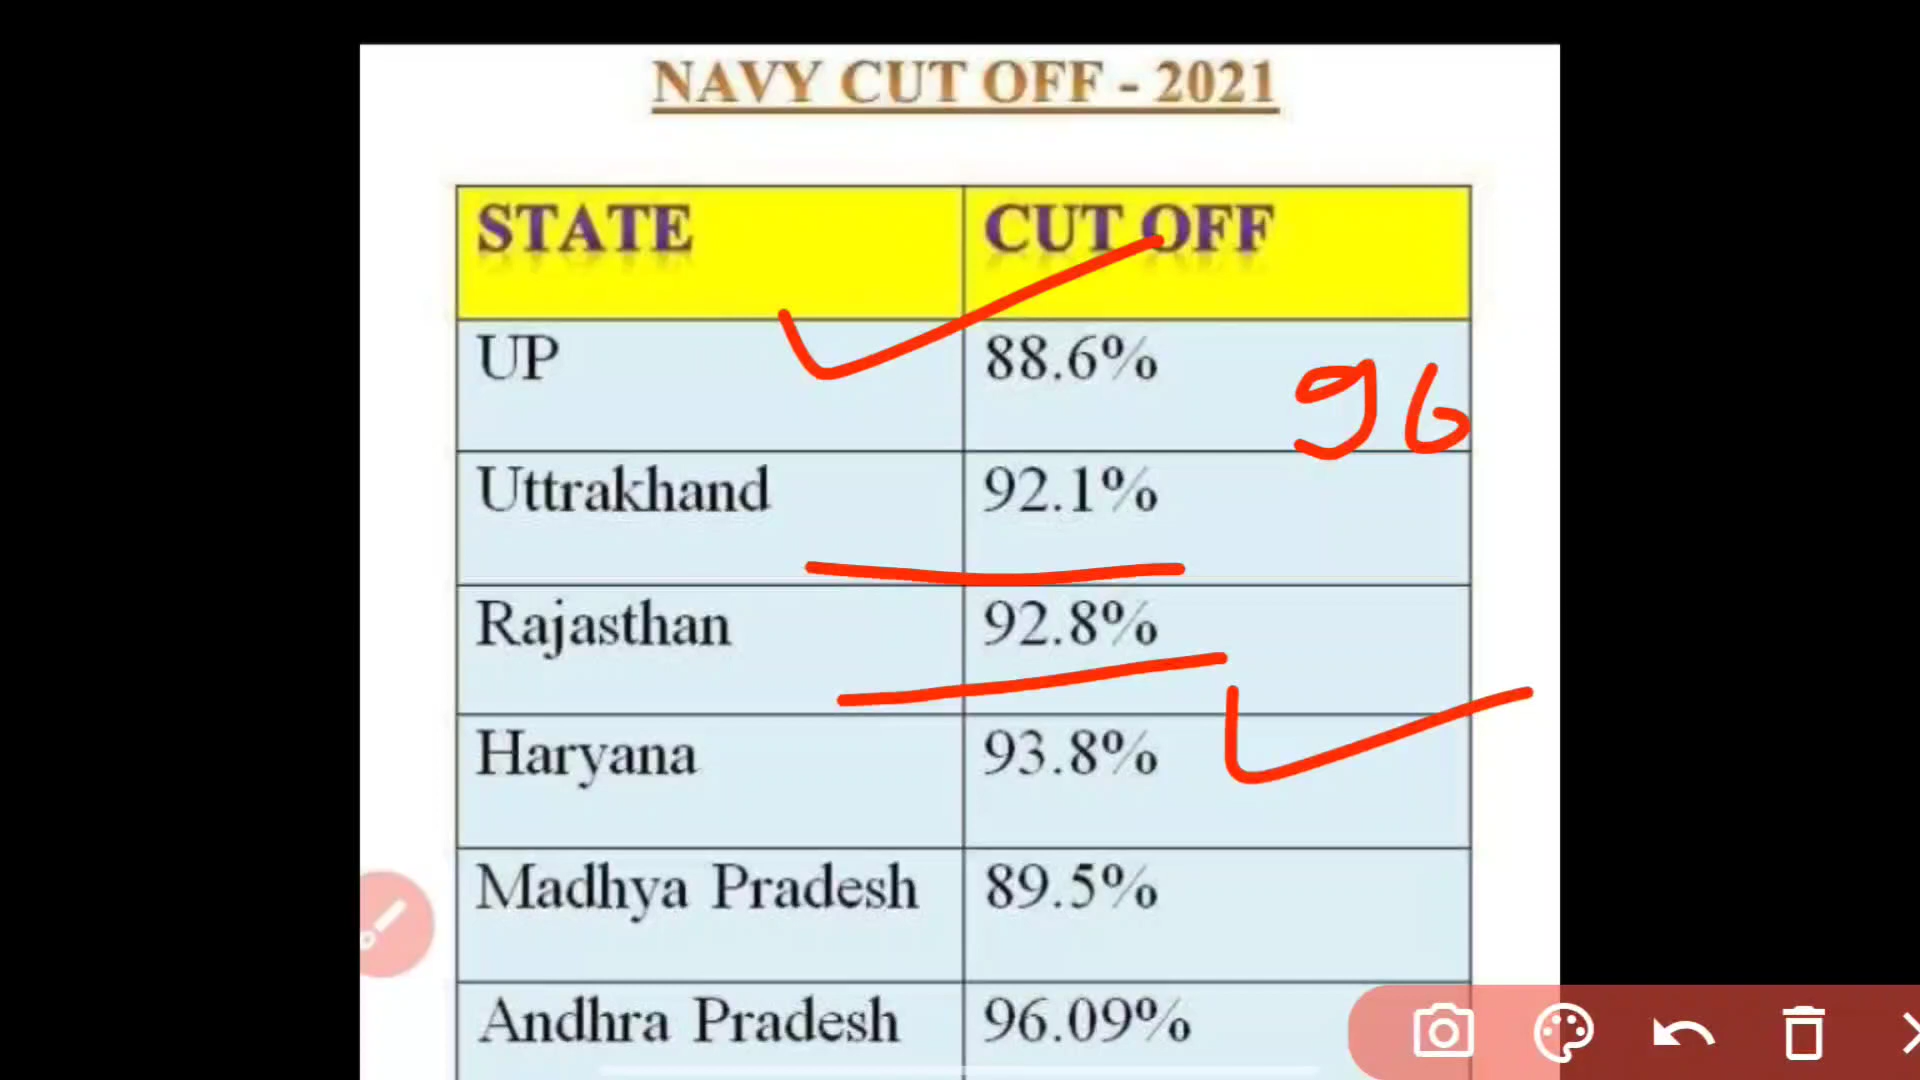 NAVY CUT OFF - 2021
STATE CUT OFF
UP 88.6%
96
Uttrakhand 92.1%
Rajasthan 92.8%
Haryana 93.8%
Madhya Pradesh 89.5%
Andhra Pradesh 96.09%